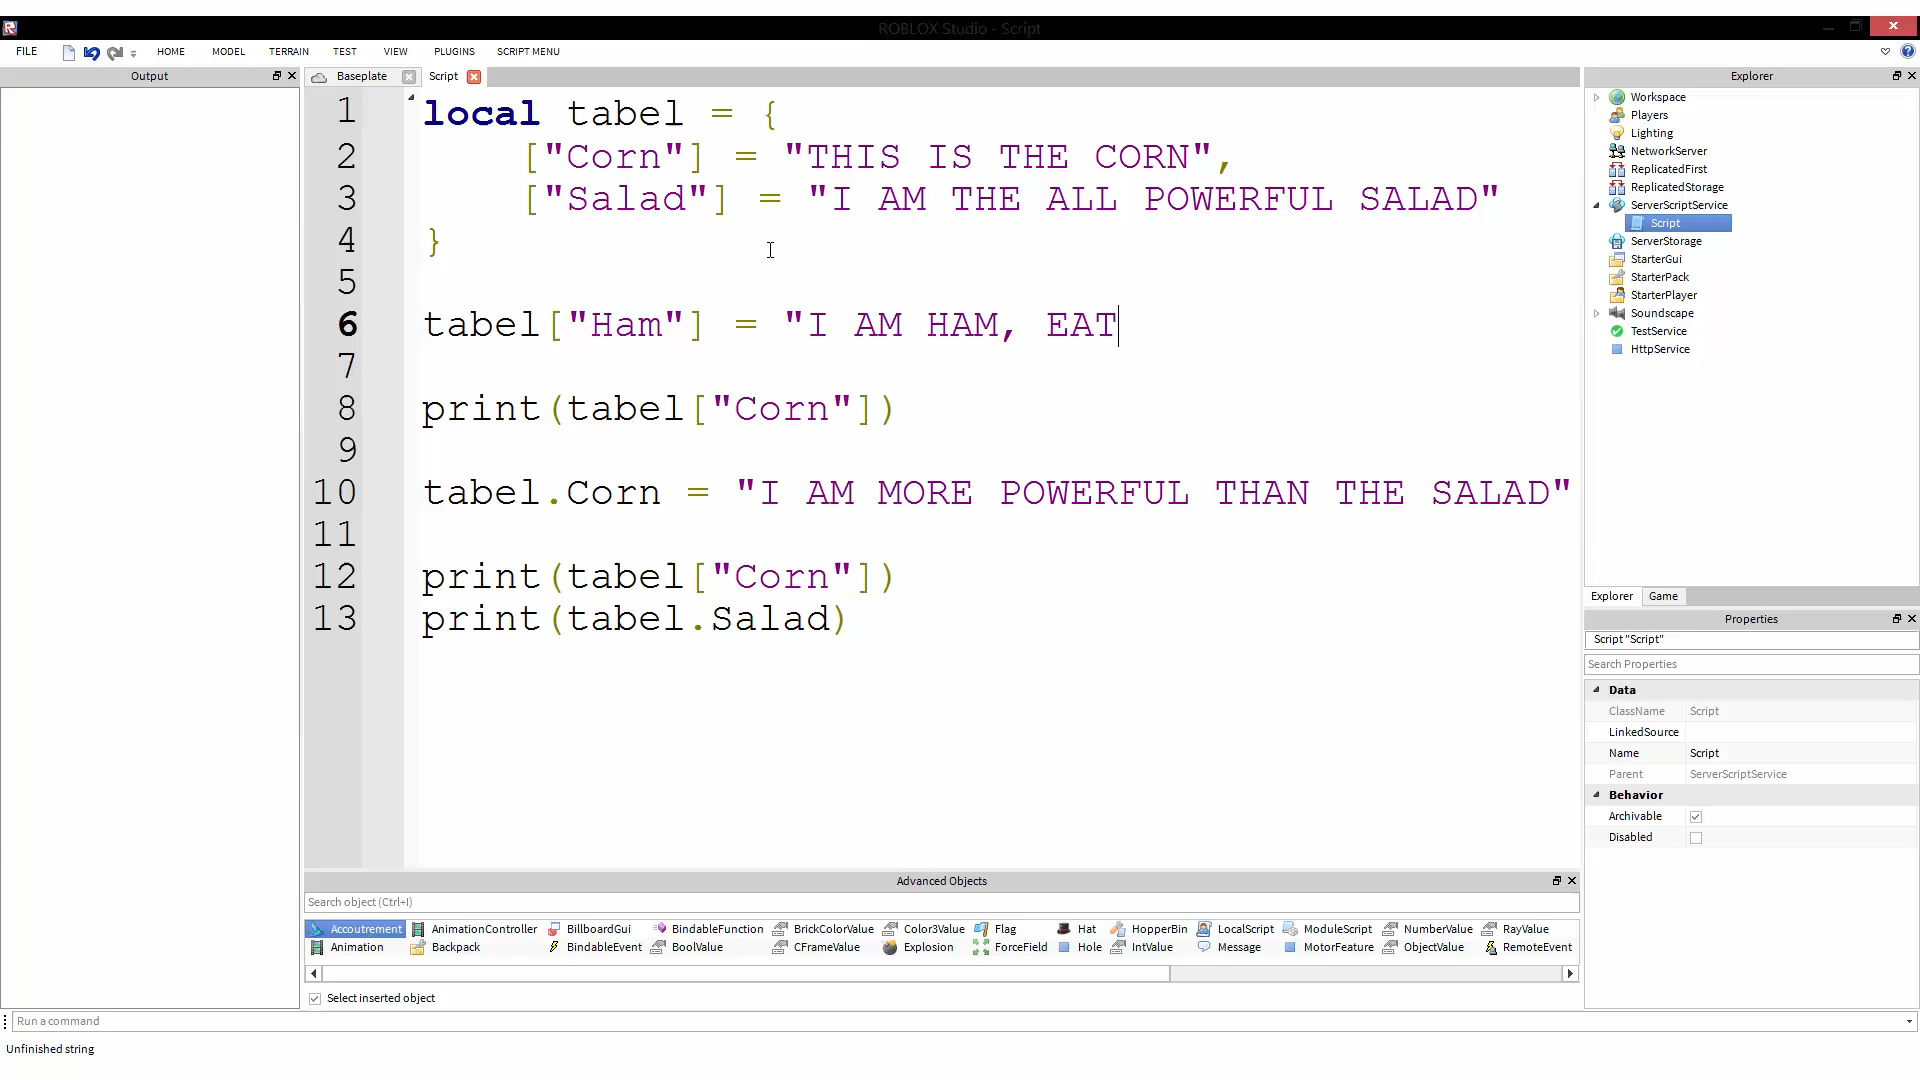 ROBLOX Studio - Script
FILE HOME MODEL TERRAIN TEST VIEW PLUGINS SCRIPT MENU
Output
Baseplate
Script
1 local tabel = {
2 ["Corn"] = "THIS IS THE CORN",
3 ["Salad"] = "I AM THE ALL POWERFUL SALAD"
4 }
5
6 tabel["Ham"] = "I AM HAM, EAT
7
8 print(tabel["Corn"])
9
10 tabel.Corn = "I AM MORE POWERFUL THAN THE SALAD"
11
12 print(tabel["Corn"])
13 print(tabel.Salad)
Explorer
Workspace
Players
Lighting
NetworkServer
ReplicatedFirst
ReplicatedStorage
ServerScriptService
Script
ServerStorage
StarterGui
StarterPack
StarterPlayer
Soundscape
TestService
HttpService
Explorer Game
Properties
Script "Script"
Search Properties
Data
ClassName Script
LinkedSource
Name Script
Parent ServerScriptService
Behavior
Archivable
Disabled
Advanced Objects
Search object (Ctrl+I)
Accoutrement AnimationController BillboardGui BindableFunction BrickColorValue Color3Value Flag Hat HopperBin LocalScript ModuleScript NumberValue RayValue
Animation Backpack BindableEvent BoolValue CFrameValue Explosion ForceField Hole IntValue Message MotorFeature ObjectValue RemoteEvent
Select inserted object
Run a command
Unfinished string